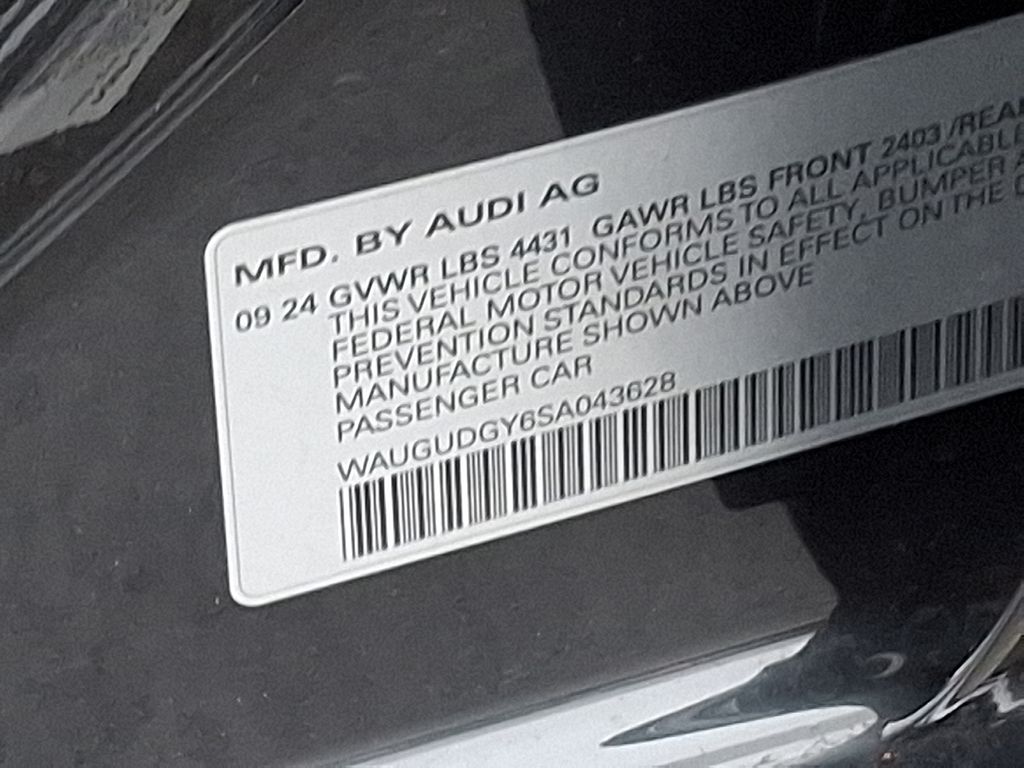 MFD. BY AUDI AG
09 24 GVWR LBS 4431 GAWR LBS FRONT 2403 /REAR
THIS VEHICLE CONFORMS TO ALL APPLICABLE
FEDERAL MOTOR VEHICLE SAFETY, BUMPER
PREVENTION STANDARDS IN EFFECT ON THE
MANUFACTURE SHOWN ABOVE
PASSENGER CAR
WAUGUDGY6SA043628